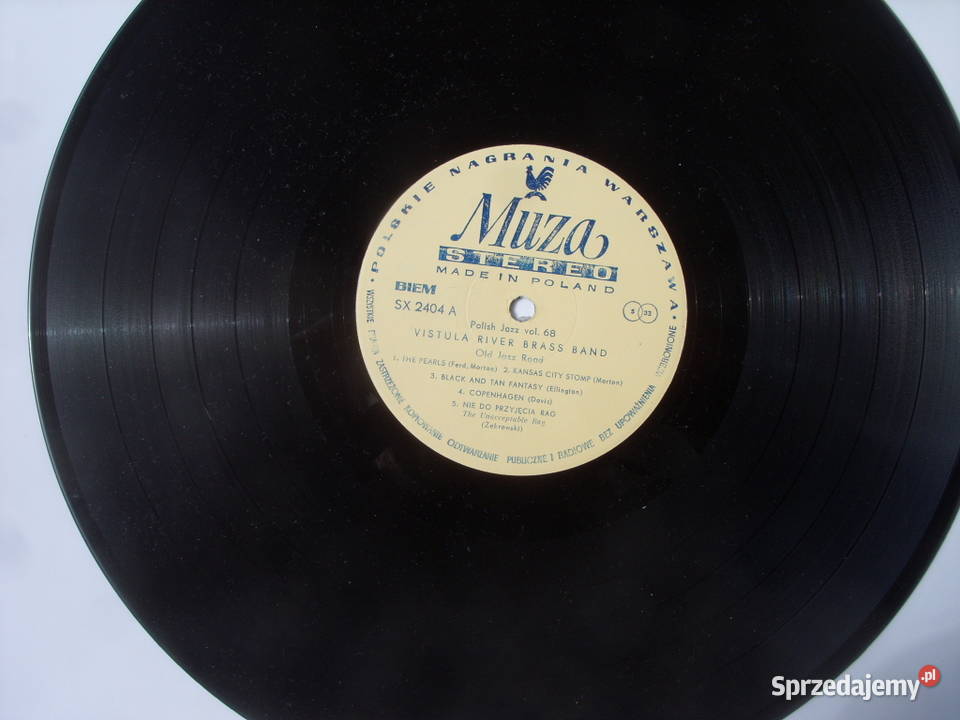 • POLSKIE NAGRANIA WARSZAWA •
Muza
STEREO
MADE IN POLAND
BIEM
SX 2404 A
S 33
Polish Jazz vol. 68
VISTULA RIVER BRASS BAND
Old Jazz Road
1. THE PEARLS (Ferd. Morton) 2. KANSAS CITY STOMP (Morton)
3. BLACK AND TAN FANTASY (Ellington)
4. COPENHAGEN (Davis)
5. NIE DO PRZYJĘCIA RAG
The Unacceptable Rag
(Zabrowski)
WSZYSTKIE ZASTRZEŻONE KOPIOWANIE ODTWARZANIE PUBLICZNE I RADIOWE BEZ UPOWAŻNIENIA WZBRONIONE
Sprzedajemy.pl